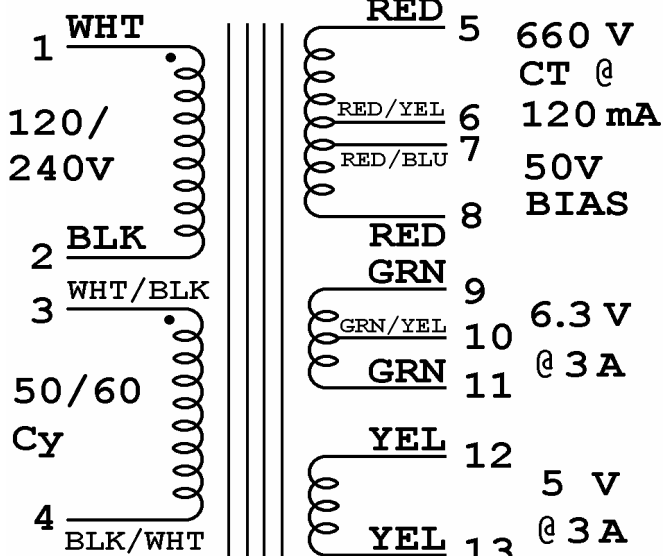 1 WHT
120/
240V
2 BLK
3 WHT/BLK
50/60
Cy
4 BLK/WHT
RED 5
RED/YEL 6
RED/BLU 7
RED 8
660 V
CT @
120 mA
50V
BIAS
GRN 9
GRN/YEL 10
GRN 11
6.3 V
@ 3 A
YEL 12
YEL 13
5 V
@ 3 A